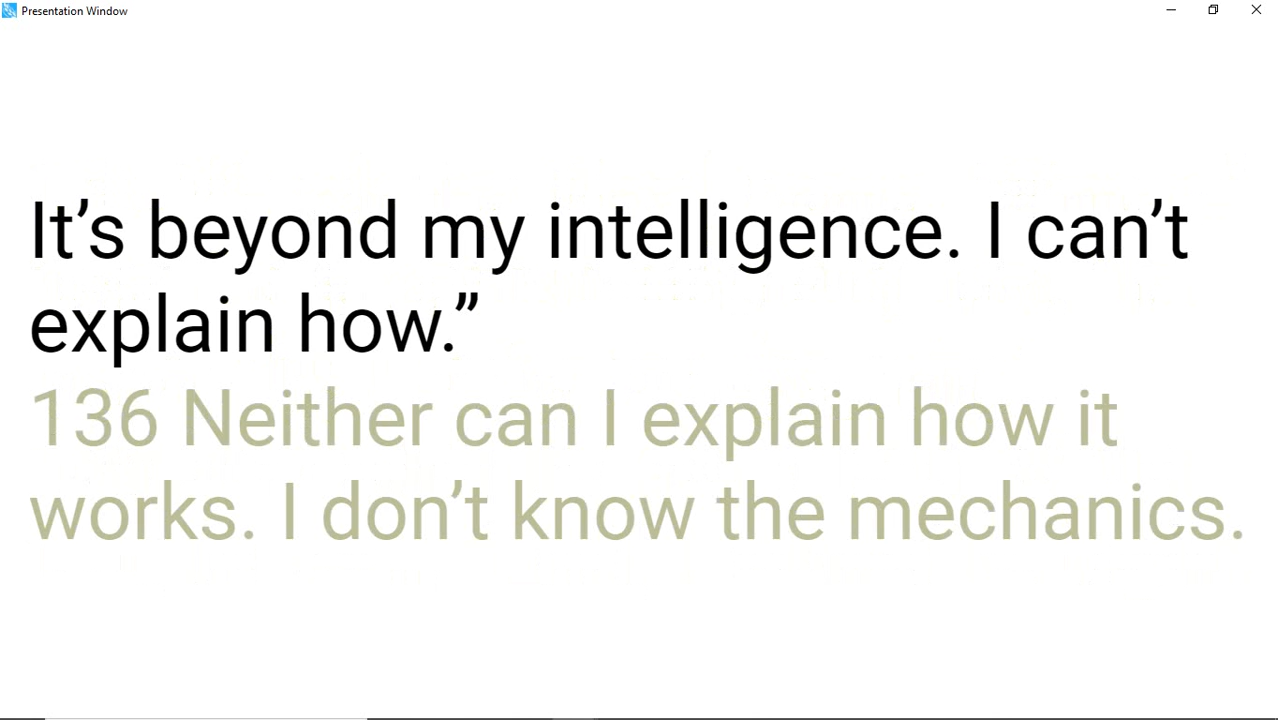 Presentation Window
It’s beyond my intelligence. I can’t
explain how.”
136 Neither can I explain how it
works. I don’t know the mechanics.